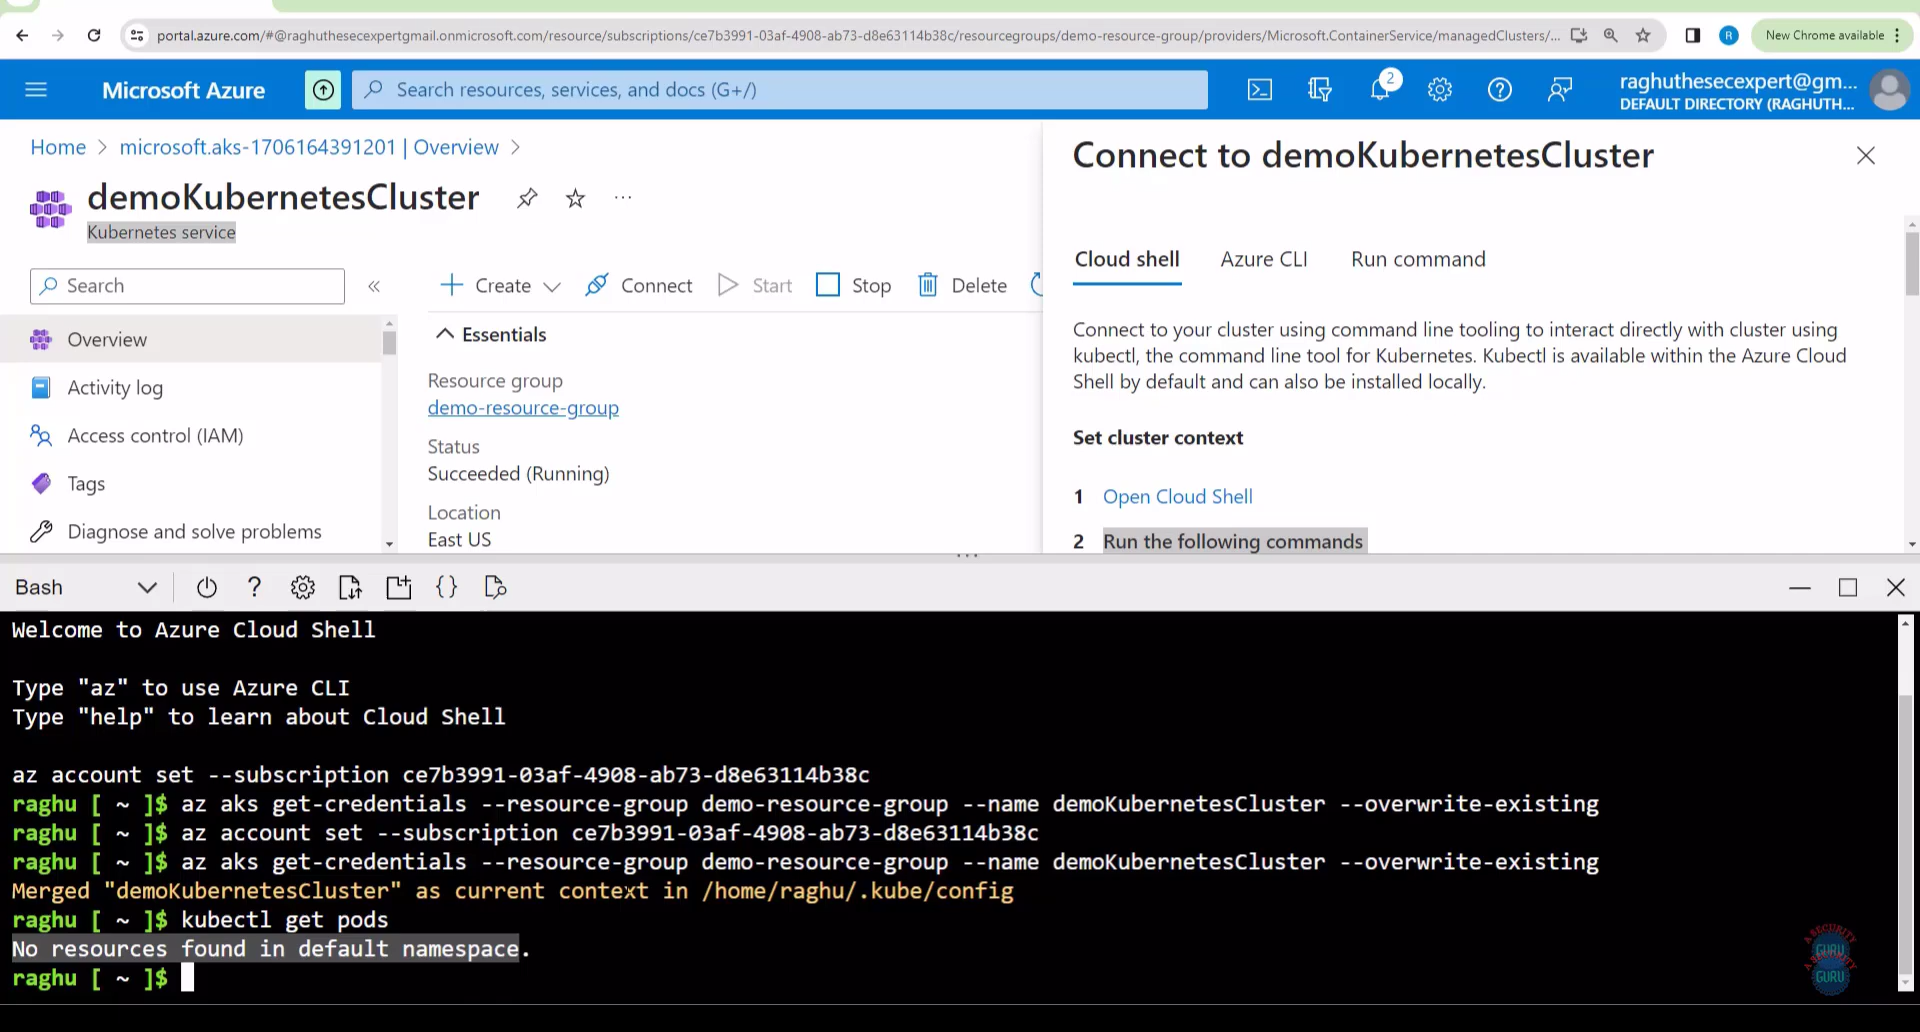 portal.azure.com/#@raghuthesecexpertgmail.onmicrosoft.com/resource/subscriptions/ce7b3991-03af-4908-ab73-d8e63114b38c/resourcegroups/demo-resource-group/providers/Microsoft.ContainerService/managedClusters/...
R
New Chrome available
Microsoft Azure
Search resources, services, and docs (G+/)
2
raghuthesecexpert@gm...
DEFAULT DIRECTORY (RAGHUTH...
Home > microsoft.aks-1706164391201 | Overview >
demoKubernetesCluster
Kubernetes service
Search
«
Overview
Activity log
Access control (IAM)
Tags
Diagnose and solve problems
Create
Connect
Start
Stop
Delete
Essentials
Resource group
demo-resource-group
Status
Succeeded (Running)
Location
East US
Connect to demoKubernetesCluster
Cloud shell
Azure CLI
Run command
Connect to your cluster using command line tooling to interact directly with cluster using
kubectl, the command line tool for Kubernetes. Kubectl is available within the Azure Cloud
Shell by default and can also be installed locally.
Set cluster context
1 Open Cloud Shell
2 Run the following commands
Bash
Welcome to Azure Cloud Shell
Type "az" to use Azure CLI
Type "help" to learn about Cloud Shell
az account set --subscription ce7b3991-03af-4908-ab73-d8e63114b38c
raghu [ ~ ]$ az aks get-credentials --resource-group demo-resource-group --name demoKubernetesCluster --overwrite-existing
raghu [ ~ ]$ az account set --subscription ce7b3991-03af-4908-ab73-d8e63114b38c
raghu [ ~ ]$ az aks get-credentials --resource-group demo-resource-group --name demoKubernetesCluster --overwrite-existing
Merged "demoKubernetesCluster" as current context in /home/raghu/.kube/config
raghu [ ~ ]$ kubectl get pods
No resources found in default namespace.
raghu [ ~ ]$
A SECURITY
GURU
A SECURITY
GURU